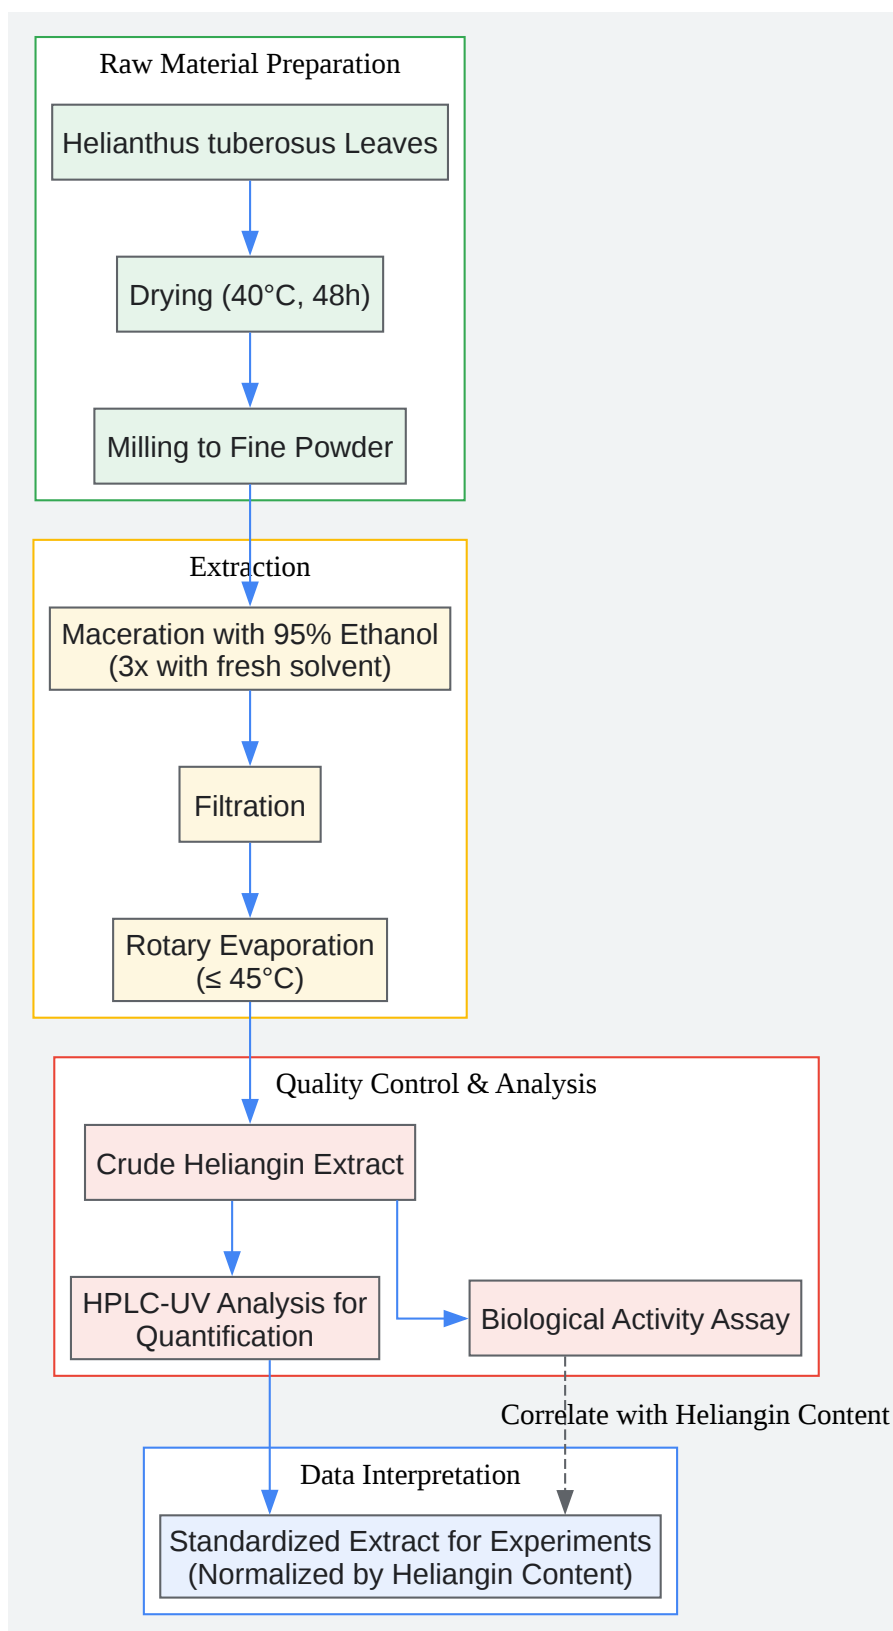 Raw Material Preparation
Helianthus tuberosus Leaves
Drying (40°C, 48h)
Milling to Fine Powder
Extraction
Maceration with 95% Ethanol
(3x with fresh solvent)
Filtration
Rotary Evaporation
(≤ 45°C)
Quality Control & Analysis
Crude Heliangin Extract
HPLC-UV Analysis for
Quantification
Biological Activity Assay
Correlate with Heliangin Content
Data Interpretation
Standardized Extract for Experiments
(Normalized by Heliangin Content)